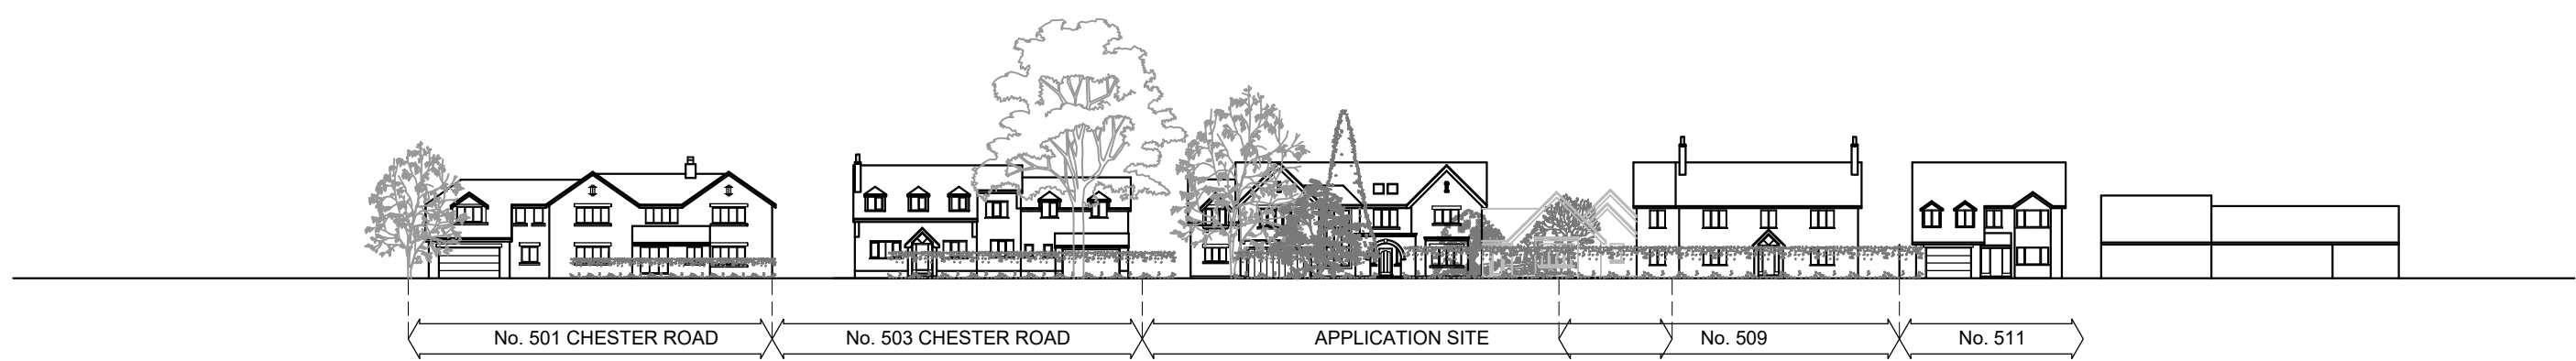 No. 501 CHESTER ROAD
No. 503 CHESTER ROAD
APPLICATION SITE
No. 509
No. 511